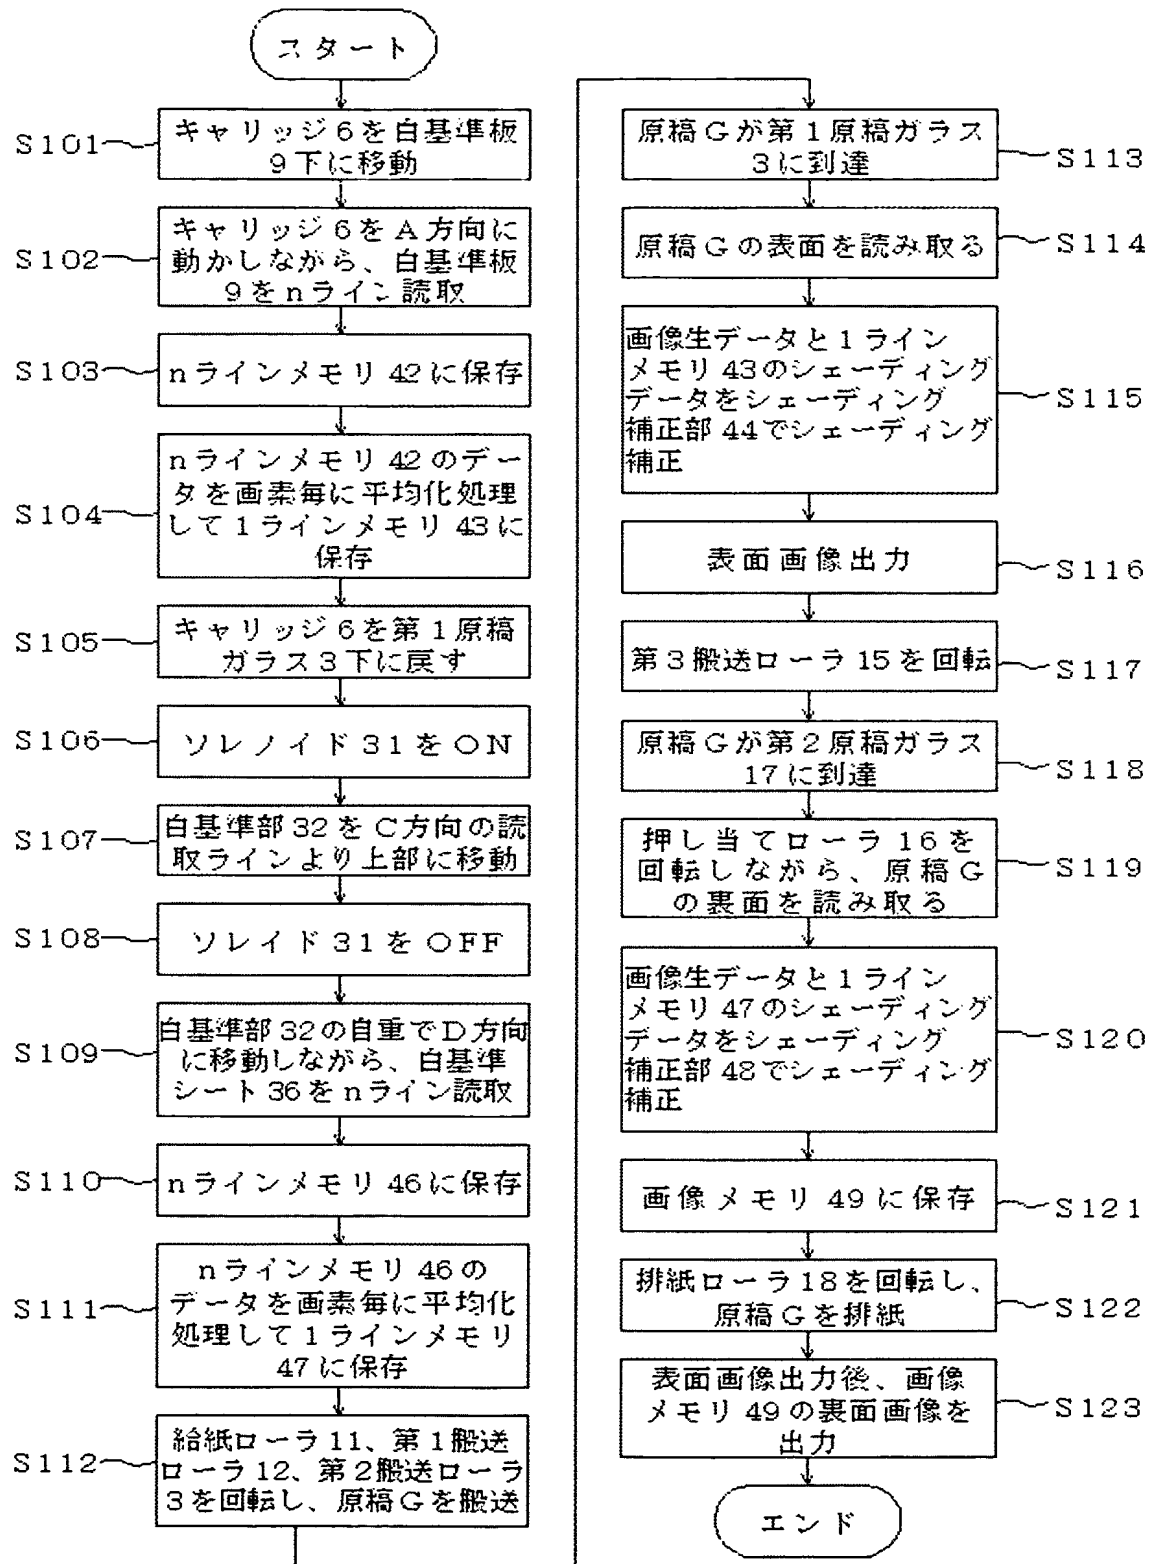 スタート
S101
キャリッジ6を白基準板
9下に移動
S102
キャリッジ6をA方向に
動かしながら、白基準板
9をnライン読取
S103
nラインメモリ42に保存
S104
nラインメモリ42のデー
タを画素毎に平均化処理
して1ラインメモリ43に
保存
S105
キャリッジ6を第1原稿
ガラス3下に戻す
S106
ソレノイド31をON
S107
白基準部32をC方向の読
取ラインより上部に移動
S108
ソレイド31をOFF
S109
白基準部32の自重でD方向
に移動しながら、白基準
シート36をnライン読取
S110
nラインメモリ46に保存
S111
nラインメモリ46の
データを画素毎に平均化
処理して1ラインメモリ
47に保存
S112
給紙ローラ11、第1搬送
ローラ12、第2搬送ローラ
3を回転し、原稿Gを搬送
原稿Gが第1原稿ガラス
3に到達
S113
原稿Gの表面を読み取る
S114
画像生データと1ライン
メモリ43のシェーディング
データをシェーディング
補正部44でシェーディング
補正
S115
表面画像出力
S116
第3搬送ローラ15を回転
S117
原稿Gが第2原稿ガラス
17に到達
S118
押し当てローラ16を
回転しながら、原稿G
の裏面を読み取る
S119
画像生データと1ライン
メモリ47のシェーディング
データをシェーディング
補正部48でシェーディング
補正
S120
画像メモリ49に保存
S121
排紙ローラ18を回転し、
原稿Gを排紙
S122
表面画像出力後、画像
メモリ49の裏面画像を
出力
S123
エンド